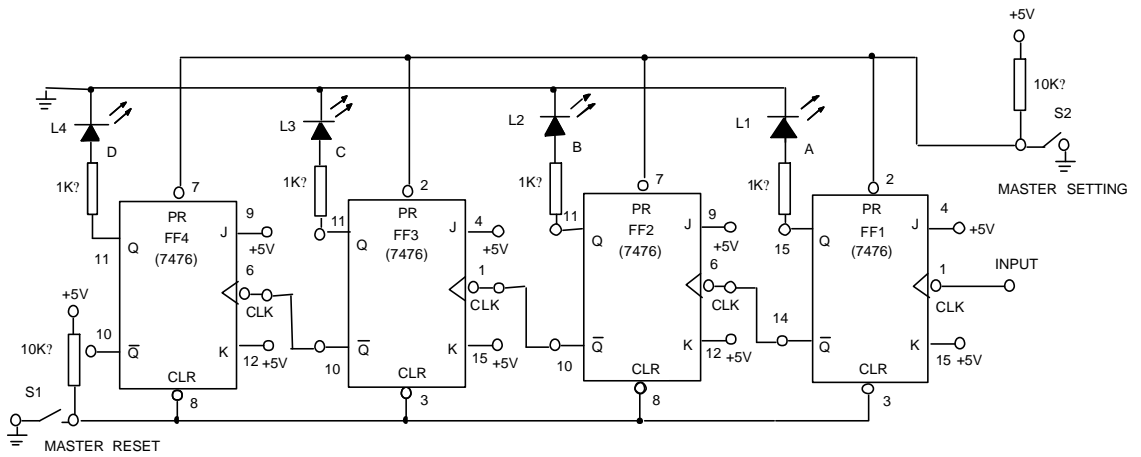 +5V
10K?
S2
MASTER SETTING
L4
D
1K?
L3
C
1K?
L2
B
1K?
L1
A
1K?
7
PR
FF4
(7476)
9
J
+5V
11
Q
6
CLK
10
Q
K
12 +5V
CLR
8
2
PR
FF3
(7476)
4
J
+5V
11
Q
1
CLK
10
Q
K
15 +5V
CLR
3
7
PR
FF2
(7476)
9
J
+5V
11
Q
6
CLK
10
Q
K
12 +5V
CLR
8
2
PR
FF1
(7476)
4
J
+5V
15
Q
1
INPUT
CLK
14
Q
K
15 +5V
CLR
3
+5V
10K?
S1
MASTER RESET